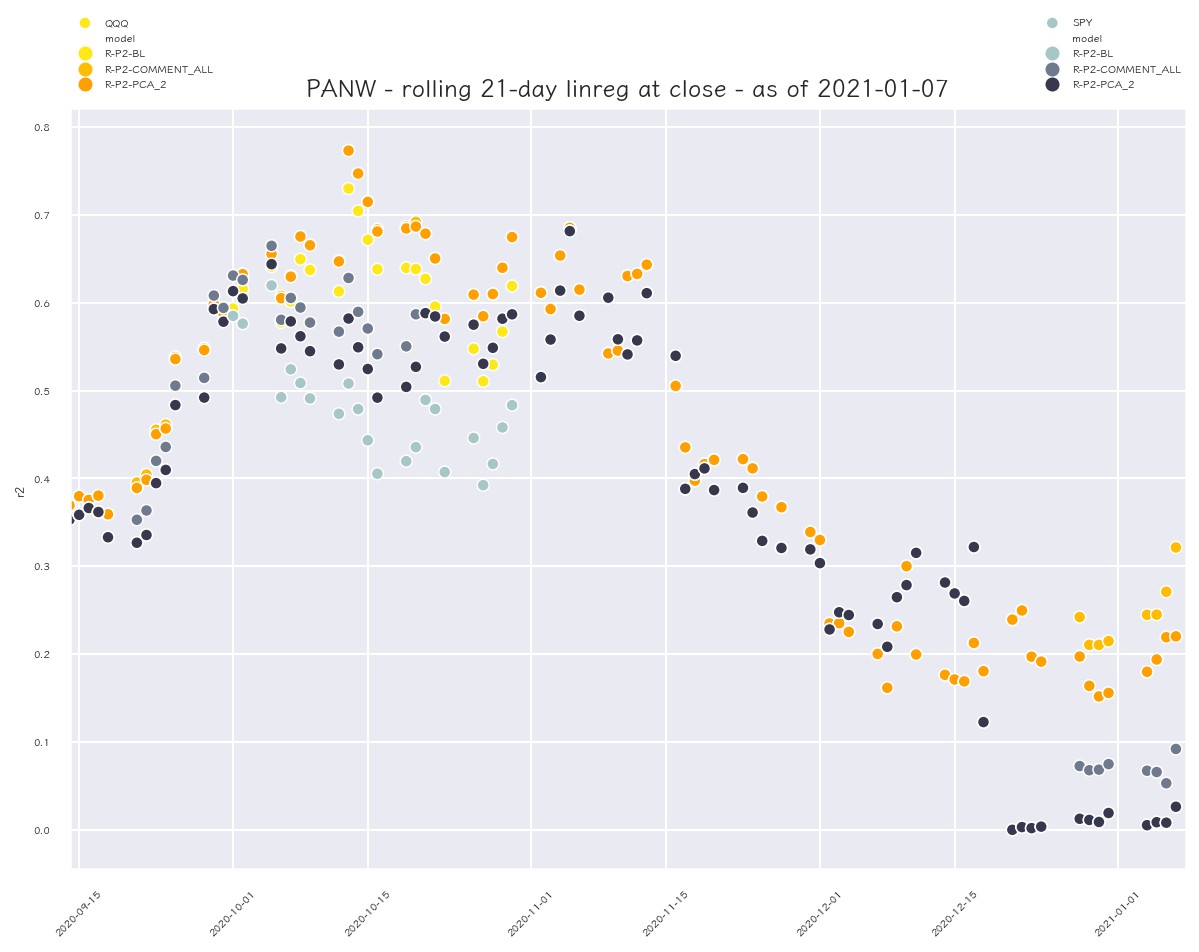 QQQ
model
R-P2-BL
R-P2-COMMENT_ALL
R-P2-PCA_2
SPY
model
R-P2-BL
R-P2-COMMENT_ALL
R-P2-PCA_2
PANW - rolling 21-day linreg at close - as of 2021-01-07
0.8
0.7
0.6
0.5
0.4
0.3
0.2
0.1
0.0
r2
2020-09-15
2020-10-01
2020-10-15
2020-11-01
2020-11-15
2020-12-01
2020-12-15
2021-01-01